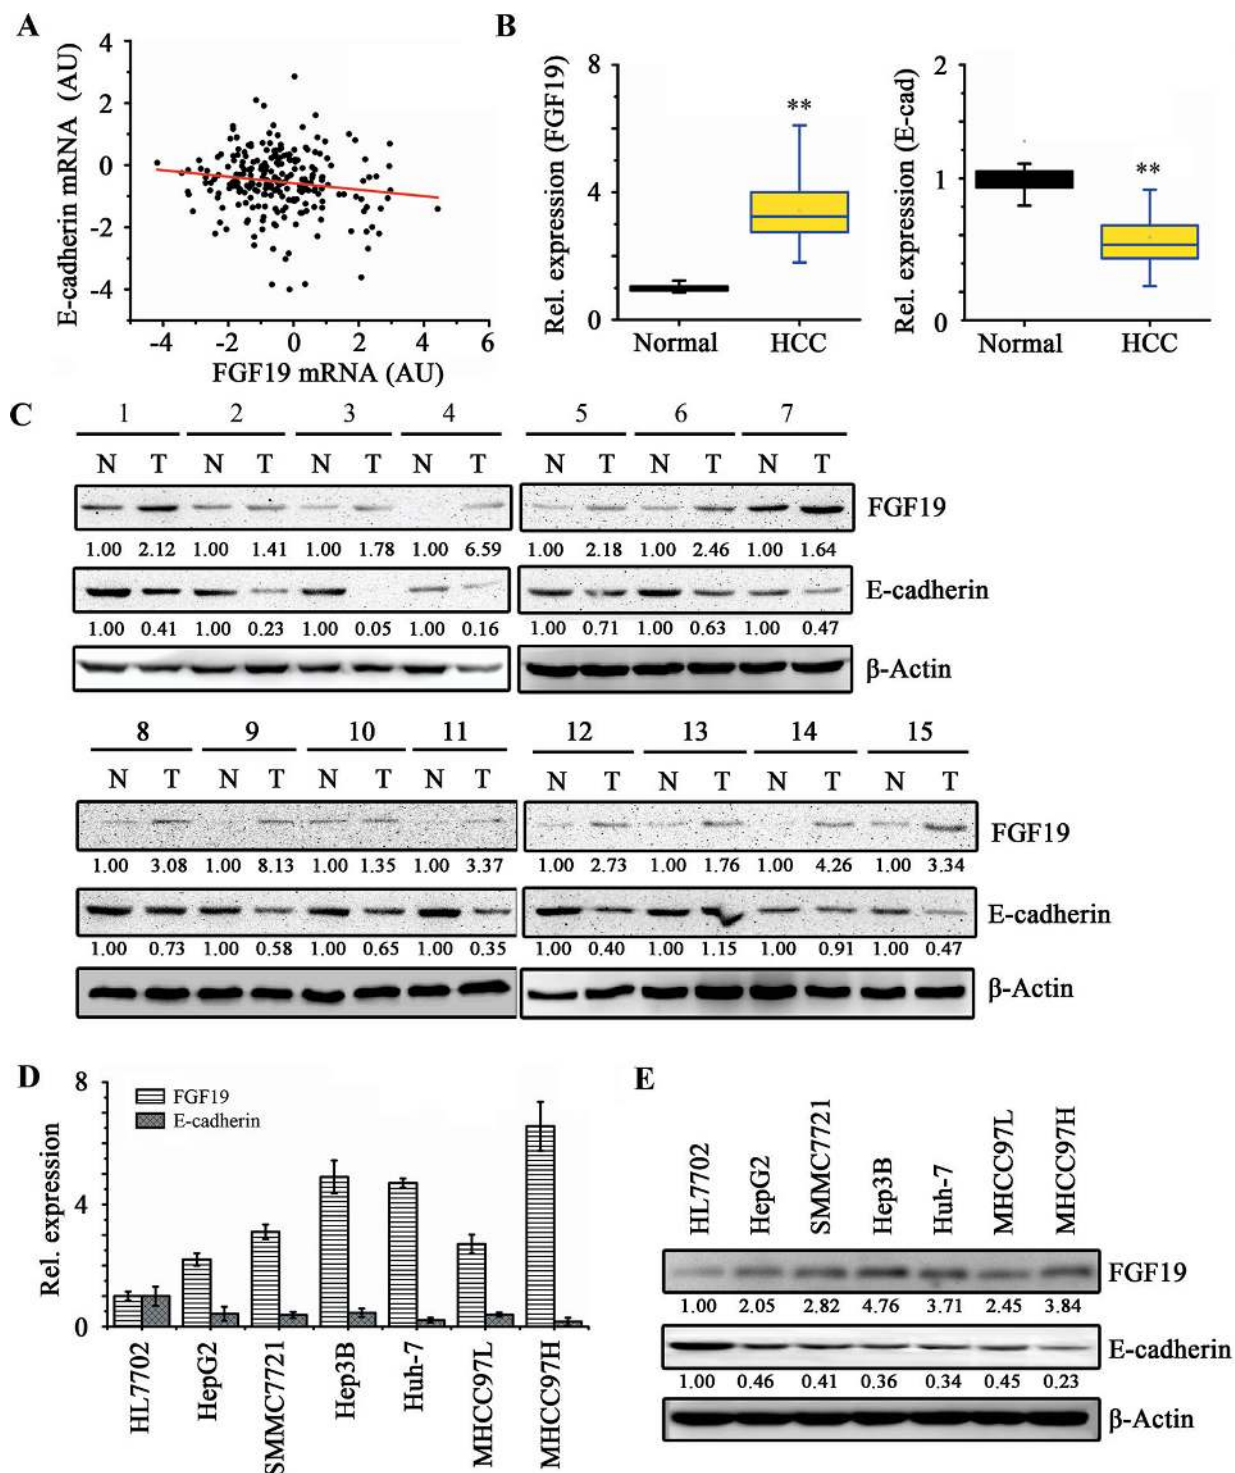 A
B
4
2
0
-2
-4
E-cadherin mRNA (AU)
-4 -2 0 2 4 6
FGF19 mRNA (AU)
8
4
0
Rel. expression (FGF19)
**
Normal HCC
2
1
0
Rel. expression (E-cad)
**
Normal HCC
C
1 2 3 4 5 6 7
N T N T N T N T N T N T N T
FGF19
1.00 2.12 1.00 1.41 1.00 1.78 1.00 6.59 1.00 2.18 1.00 2.46 1.00 1.64
E-cadherin
1.00 0.41 1.00 0.23 1.00 0.05 1.00 0.16 1.00 0.71 1.00 0.63 1.00 0.47
β-Actin
8 9 10 11 12 13 14 15
N T N T N T N T N T N T N T N T
FGF19
1.00 3.08 1.00 8.13 1.00 1.35 1.00 3.37 1.00 2.73 1.00 1.76 1.00 4.26 1.00 3.34
E-cadherin
1.00 0.73 1.00 0.58 1.00 0.65 1.00 0.35 1.00 0.40 1.00 1.15 1.00 0.91 1.00 0.47
β-Actin
D
8
4
0
Rel. expression
FGF19
E-cadherin
HL7702 HepG2 SMMC7721 Hep3B Huh-7 MHCC97L MHCC97H
E
HL7702 HepG2 SMMC7721 Hep3B Huh-7 MHCC97L MHCC97H
FGF19
1.00 2.05 2.82 4.76 3.71 2.45 3.84
E-cadherin
1.00 0.46 0.41 0.36 0.34 0.45 0.23
β-Actin